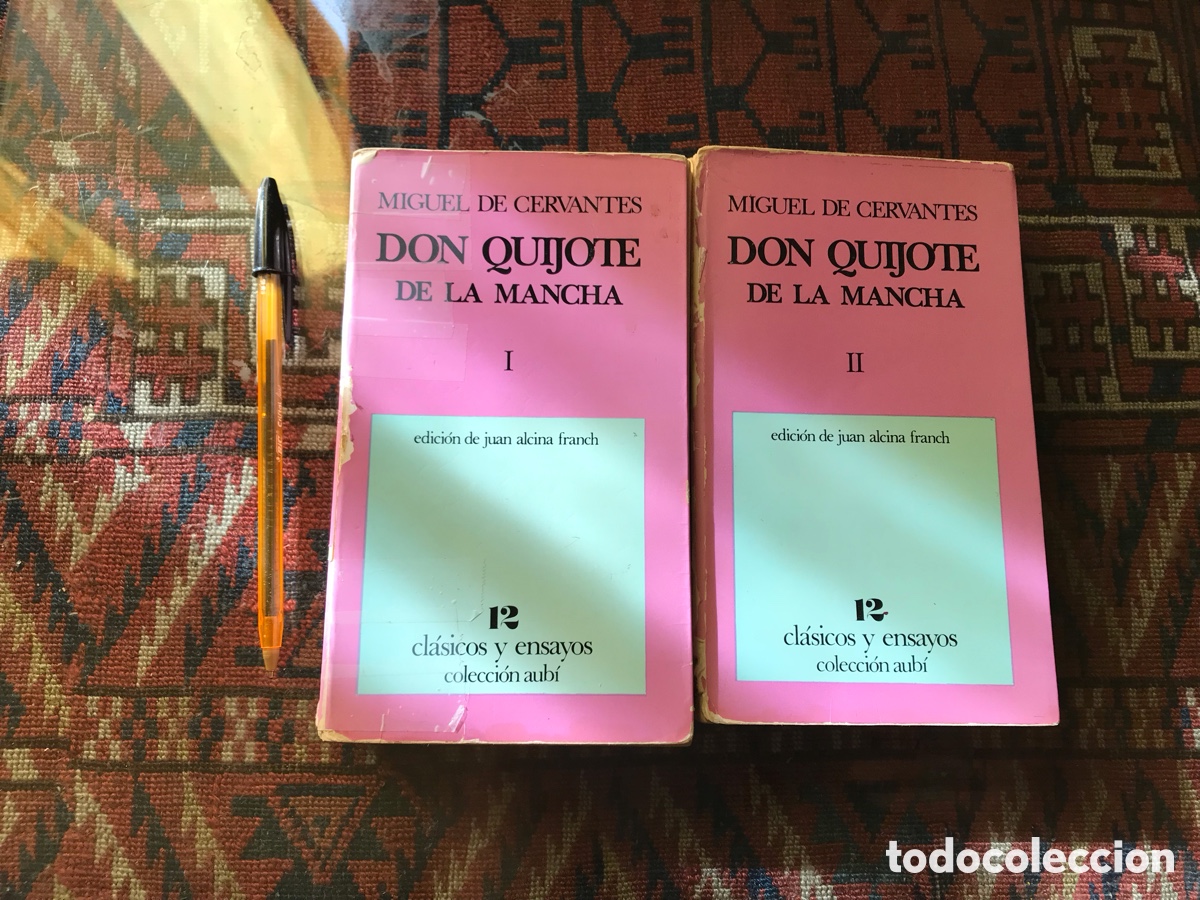 MIGUEL DE CERVANTES
DON QUIJOTE
DE LA MANCHA
I
edición de juan alcina franch
12
clásicos y ensayos
colección aubí
MIGUEL DE CERVANTES
DON QUIJOTE
DE LA MANCHA
II
edición de juan alcina franch
12
clásicos y ensayos
colección aubí
todocoleccion